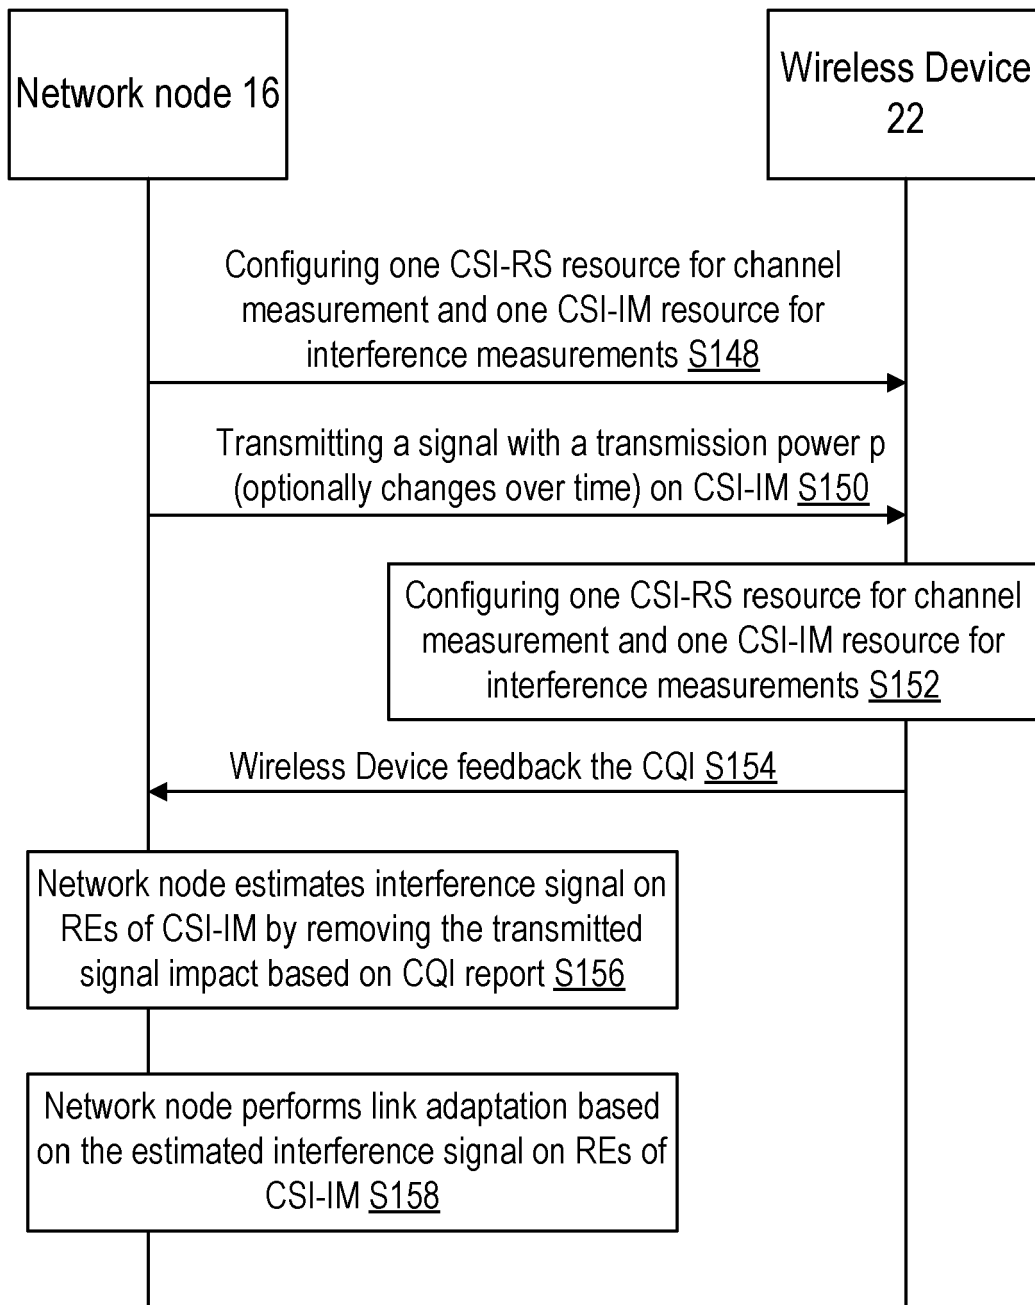 Network node 16
Wireless Device
22
Configuring one CSI-RS resource for channel
measurement and one CSI-IM resource for
interference measurements S148
Transmitting a signal with a transmission power p
(optionally changes over time) on CSI-IM S150
Configuring one CSI-RS resource for channel
measurement and one CSI-IM resource for
interference measurements S152
Wireless Device feedback the CQI S154
Network node estimates interference signal on
REs of CSI-IM by removing the transmitted
signal impact based on CQI report S156
Network node performs link adaptation based
on the estimated interference signal on REs of
CSI-IM S158